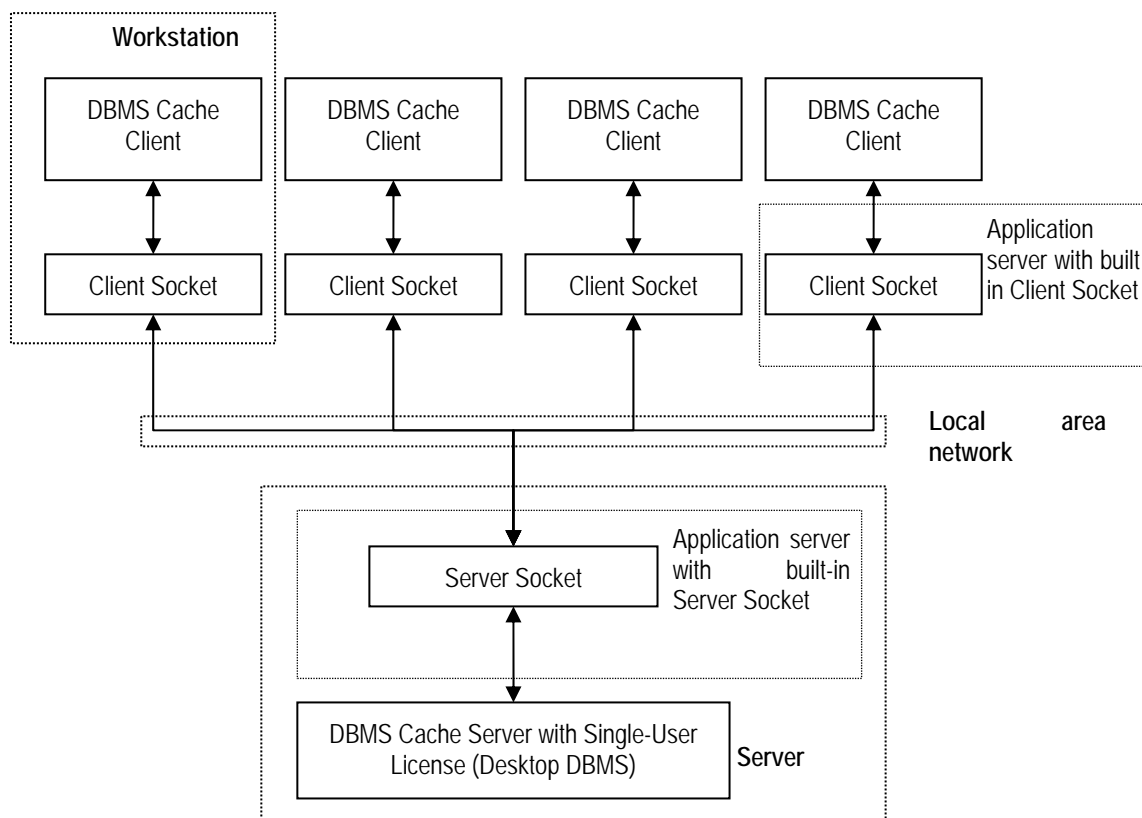 Workstation
DBMS Cache
Client
DBMS Cache
Client
DBMS Cache
Client
DBMS Cache
Client
Client Socket
Client Socket
Client Socket
Client Socket
Application
server with built
in Client Socket
Local area
network
Server Socket
Application server
with built-in
Server Socket
DBMS Cache Server with Single-User
License (Desktop DBMS)
Server